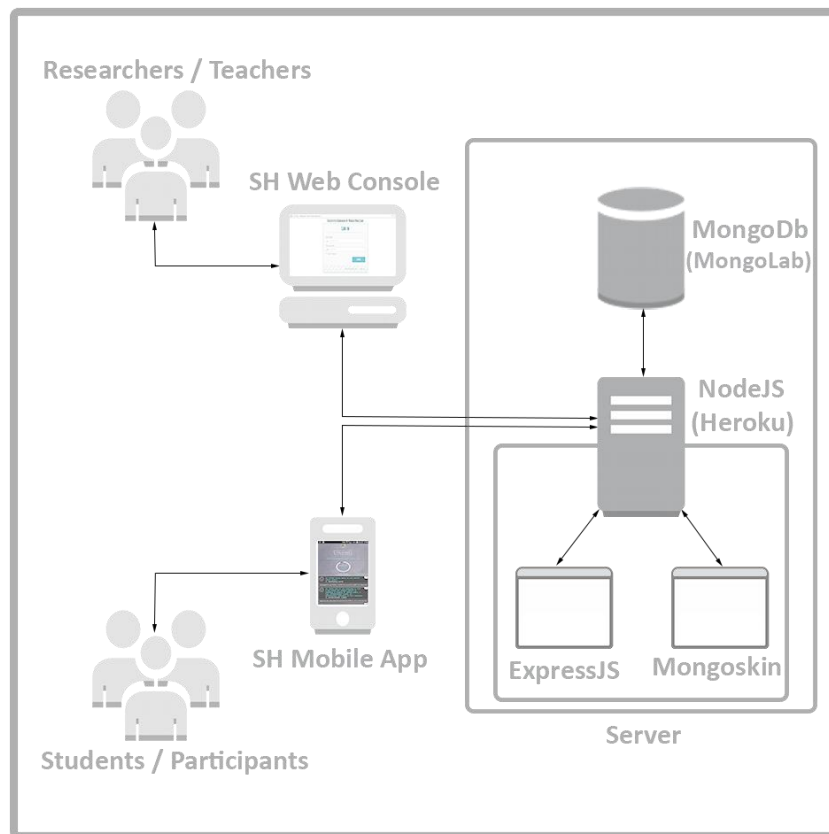 Researchers / Teachers
SH Web Console
MongoDb
(MongoLab)
NodeJS
(Heroku)
SH Mobile App
ExpressJS
Mongoskin
Server
Students / Participants